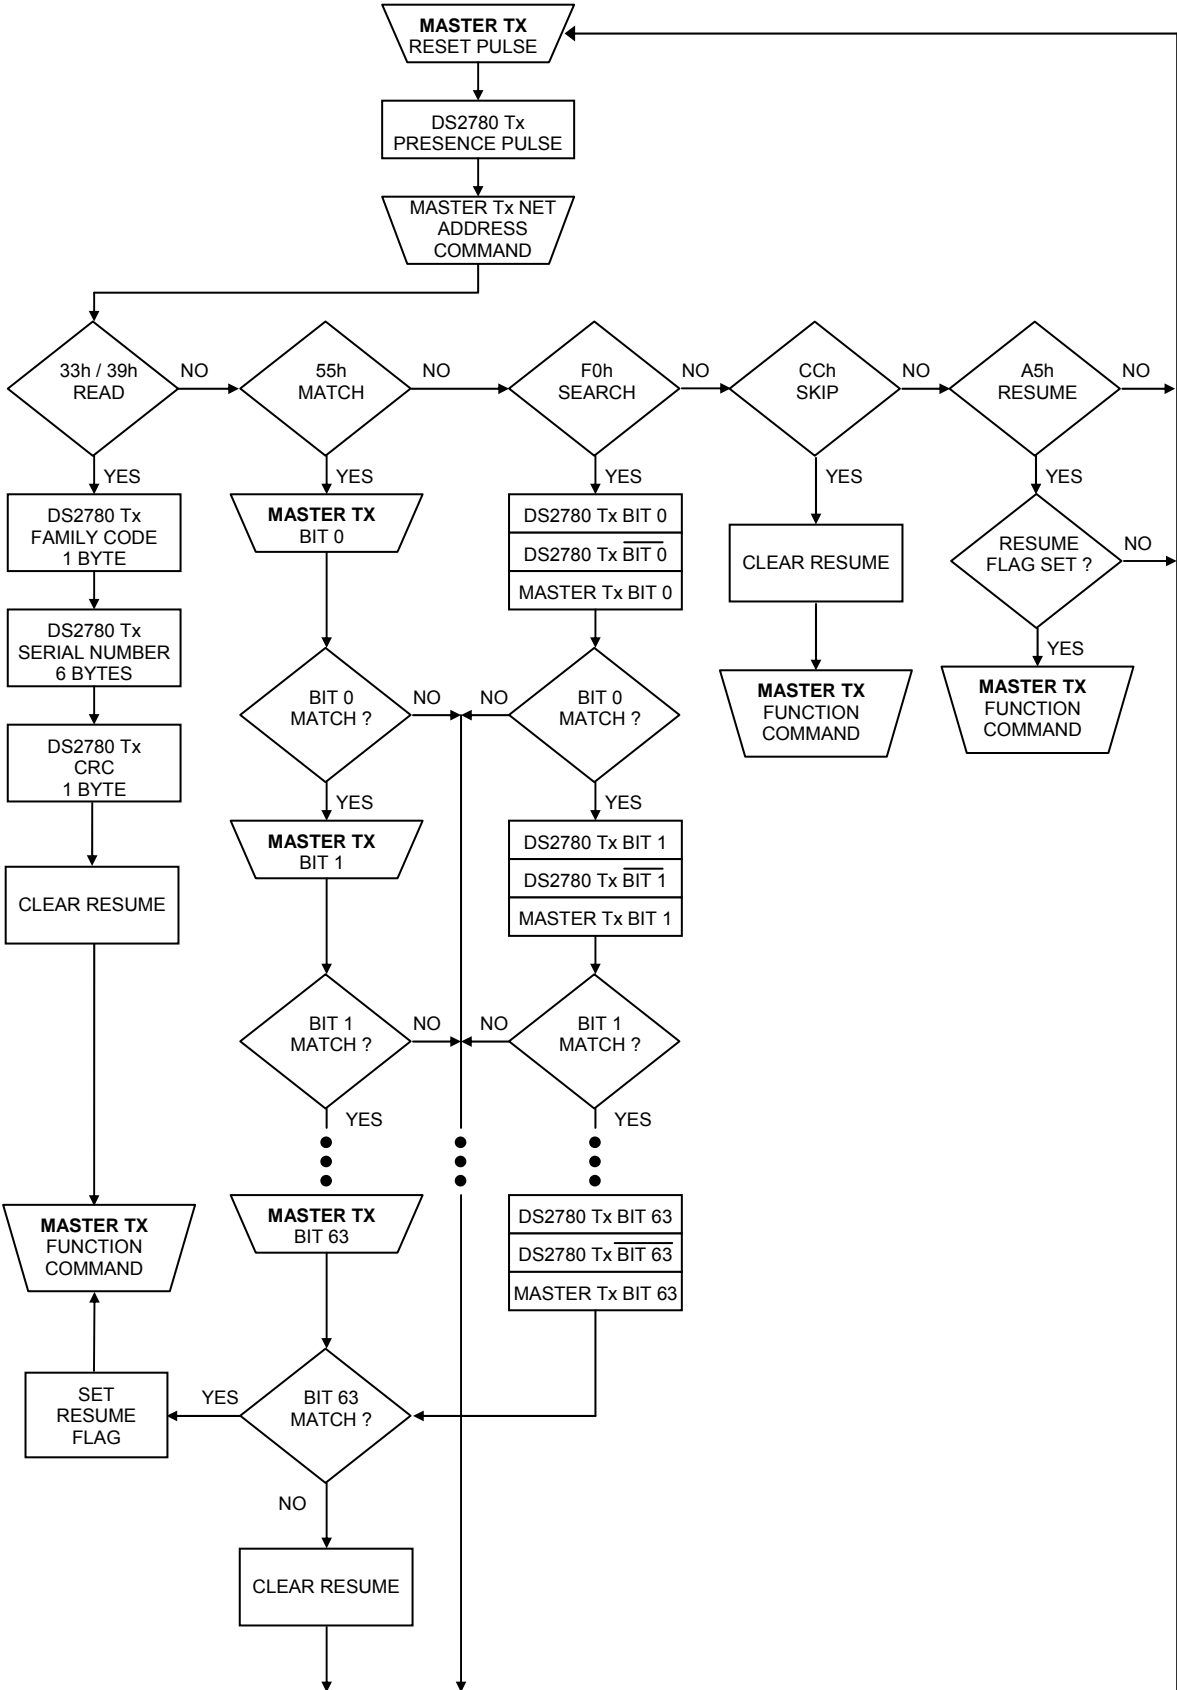 MASTER TX
RESET PULSE
DS2780 Tx
PRESENCE PULSE
MASTER Tx NET
ADDRESS
COMMAND
33h / 39h
READ
NO
55h
MATCH
NO
F0h
SEARCH
NO
CCh
SKIP
NO
A5h
RESUME
NO
YES
YES
YES
YES
YES
DS2780 Tx
FAMILY CODE
1 BYTE
DS2780 Tx
SERIAL NUMBER
6 BYTES
DS2780 Tx
CRC
1 BYTE
CLEAR RESUME
MASTER TX
FUNCTION
COMMAND
SET
RESUME
FLAG
MASTER TX
BIT 0
BIT 0
MATCH ?
NO
YES
MASTER TX
BIT 1
BIT 1
MATCH ?
NO
YES
MASTER TX
BIT 63
BIT 63
MATCH ?
YES
NO
CLEAR RESUME
DS2780 Tx BIT 0
DS2780 Tx BIT 0
MASTER Tx BIT 0
BIT 0
MATCH ?
NO
YES
DS2780 Tx BIT 1
DS2780 Tx BIT 1
MASTER Tx BIT 1
BIT 1
MATCH ?
NO
YES
DS2780 Tx BIT 63
DS2780 Tx BIT 63
MASTER Tx BIT 63
CLEAR RESUME
MASTER TX
FUNCTION
COMMAND
RESUME
FLAG SET ?
NO
YES
MASTER TX
FUNCTION
COMMAND